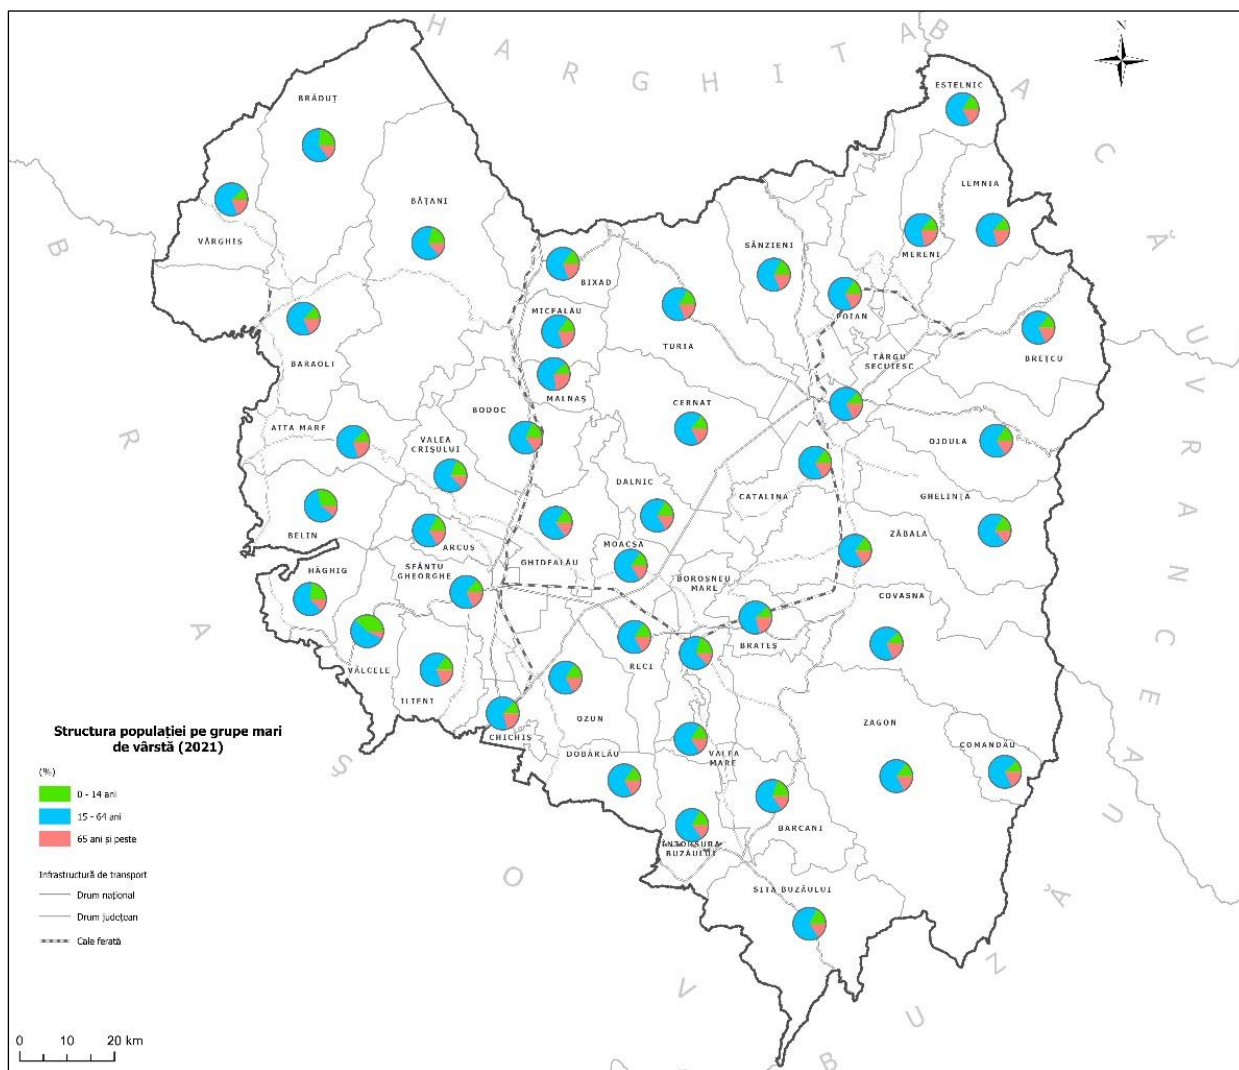 HARGHITA
BACĂU
VRANCEA
BUZĂU
BRAȘOV
N
ESTELNIC
BRĂDUȚ
LEMNIA
BĂȚANI
VÂRGHIȘ
SÂNZIENI
MERENI
BIXAD
MICFALĂU
POIAN
TURIA
BREȚCU
TÂRGU
SECUIESC
BARAOLT
MALNAȘ
CERNAT
BODOC
AITA MARE
VALEA
CRIȘULUI
OJDULA
DALNIC
CATALINA
GHELINȚA
BELIN
ZĂBALA
ARCUȘ
MOACȘA
GHIDFALĂU
HĂGHIG
SFÂNTU
GHEORGHE
BOROȘNEU
MARE
COVASNA
BRATEȘ
RECI
VÂLCELE
ILIENI
OZUN
ZAGON
CHICHIȘ
DOBÂRLĂU
VALEA
MARE
COMANDĂU
BARCANI
ÎNTORSURA
BUZĂULUI
SITA BUZĂULUI
Structura populației pe grupe mari
de vârstă (2021)
(%)
0 - 14 ani
15 - 64 ani
65 ani și peste
Infrastructură de transport
Drum național
Drum județean
Cale ferată
0 10 20 km